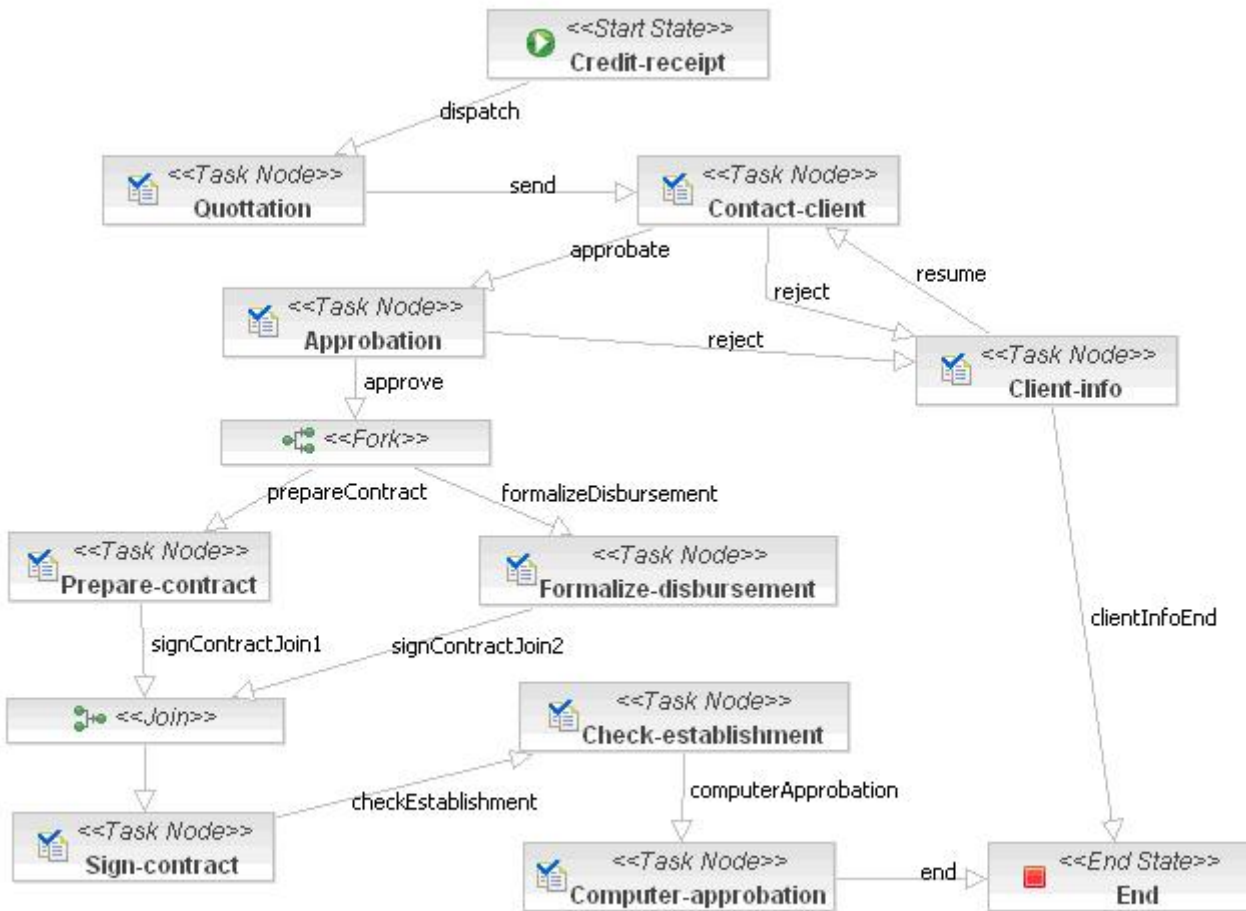 <<Start State>>
Credit-receipt
dispatch
<<Task Node>>
Quottation
send
<<Task Node>>
Contact-client
approbate
reject
resume
<<Task Node>>
Approbation
reject
<<Task Node>>
Client-info
approve
<<Fork>>
prepareContract
formalizeDisbursement
<<Task Node>>
Prepare-contract
<<Task Node>>
Formalize-disbursement
clientInfoEnd
signContractJoin1
signContractJoin2
<<Join>>
<<Task Node>>
Check-establishment
checkEstablishment
computerApprobation
<<Task Node>>
Sign-contract
<<Task Node>>
Computer-approbation
end
<<End State>>
End